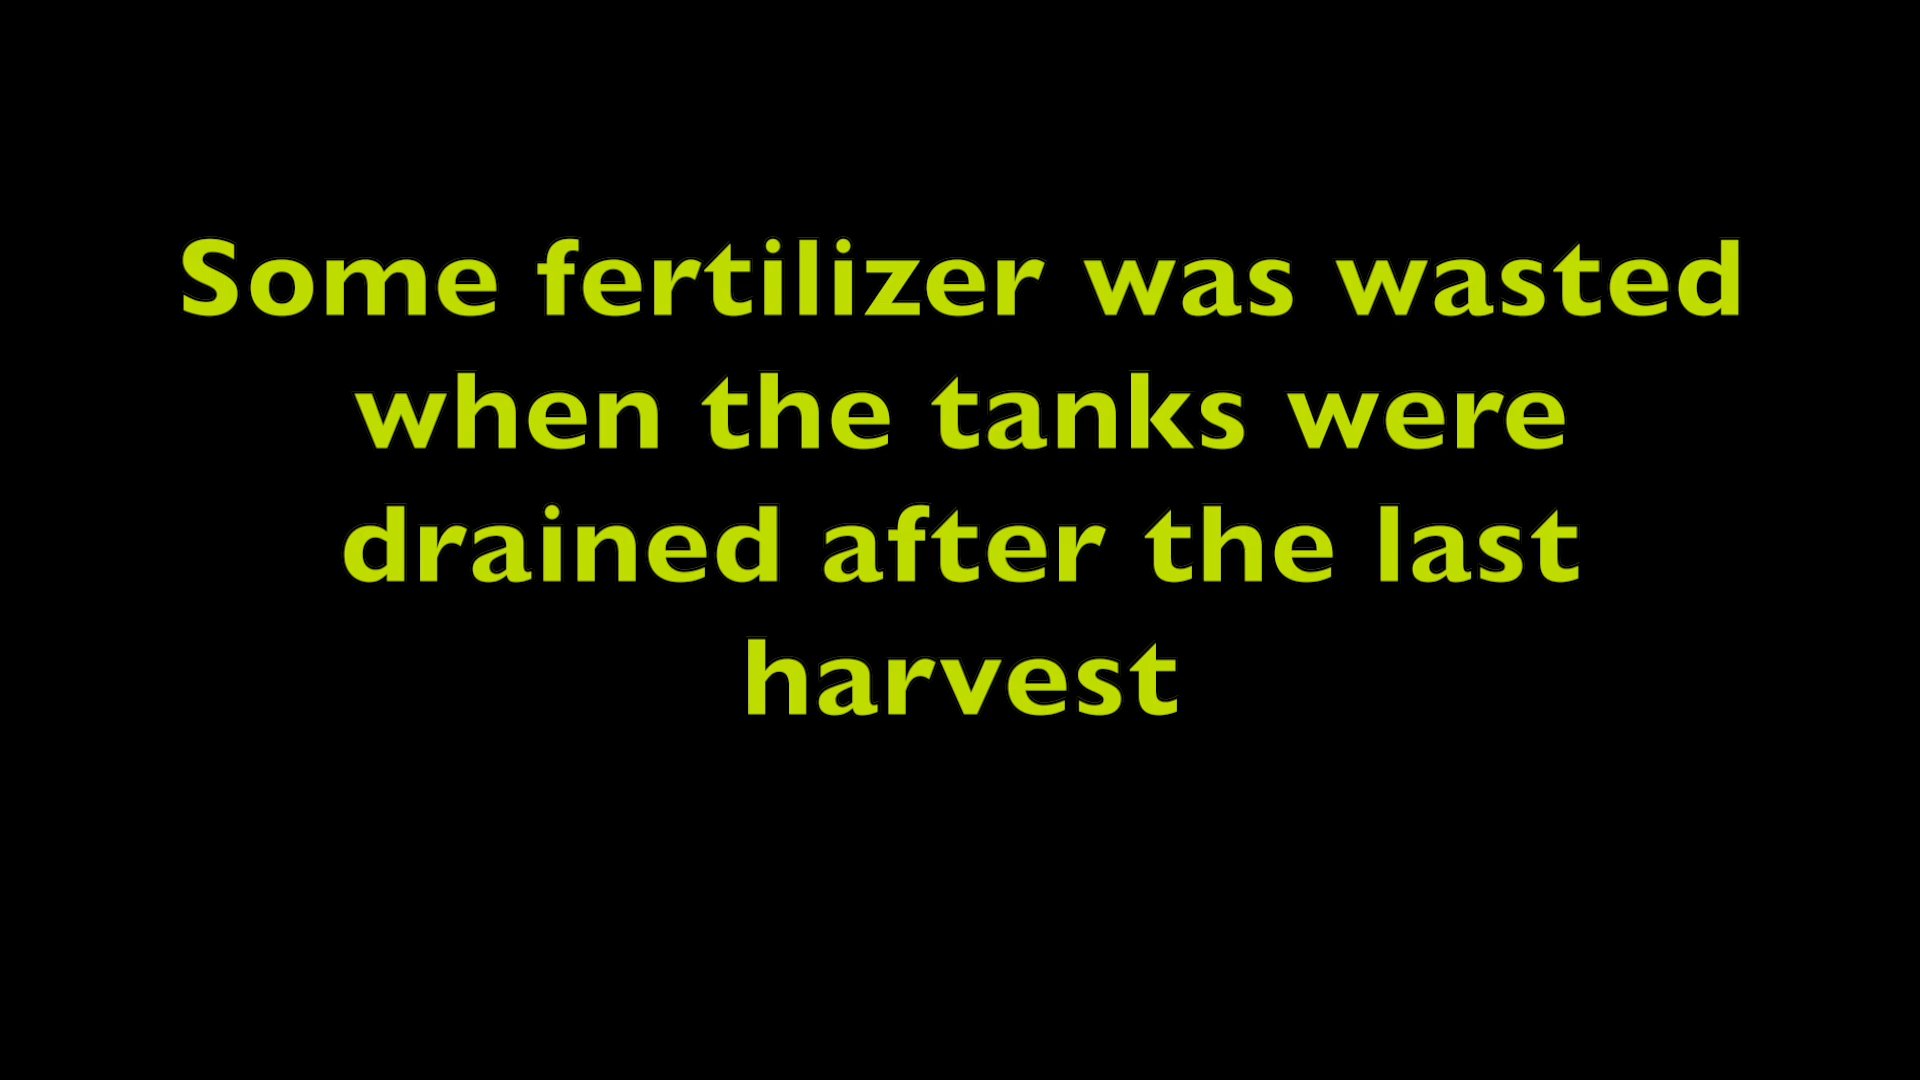 Some fertilizer was wasted
when the tanks were
drained after the last
harvest